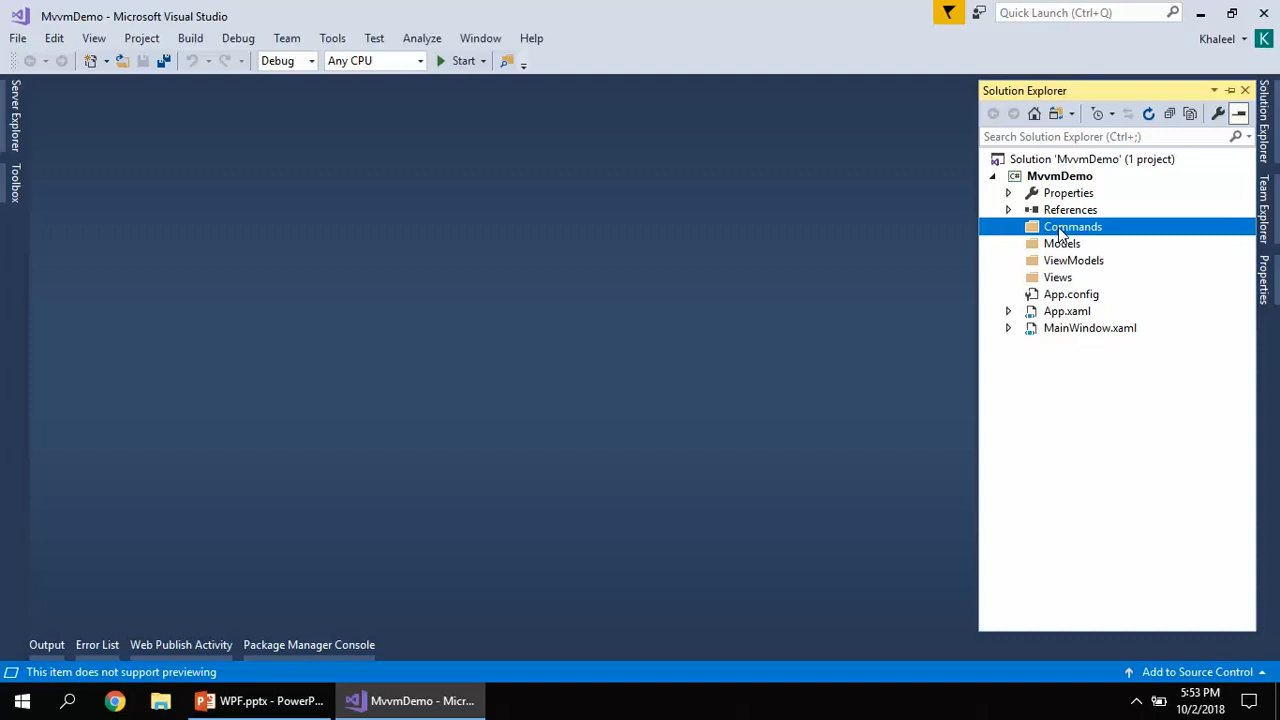 MvvmDemo - Microsoft Visual Studio
Quick Launch (Ctrl+Q)
File Edit View Project Build Debug Team Tools Test Analyze Window Help
Khaleel K
Debug Any CPU Start
Server Explorer
Toolbox
Solution Explorer
Search Solution Explorer (Ctrl+;)
Solution 'MvvmDemo' (1 project)
C# MvvmDemo
Properties
References
Commands
Models
ViewModels
Views
App.config
App.xaml
MainWindow.xaml
Solution Explorer
Team Explorer
Properties
Output Error List Web Publish Activity Package Manager Console
This item does not support previewing
Add to Source Control
WPF.pptx - PowerP...
MvvmDemo - Micr...
5:53 PM
10/2/2018